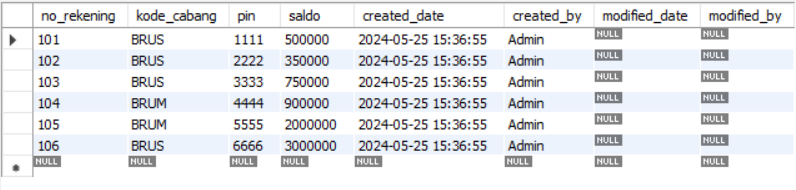 no_rekening kode_cabang pin saldo created_date created_by modified_date modified_by
101 BRUS 1111 500000 2024-05-25 15:36:55 Admin NULL NULL
102 BRUS 2222 350000 2024-05-25 15:36:55 Admin NULL NULL
103 BRUS 3333 750000 2024-05-25 15:36:55 Admin NULL NULL
104 BRUM 4444 900000 2024-05-25 15:36:55 Admin NULL NULL
105 BRUM 5555 2000000 2024-05-25 15:36:55 Admin NULL NULL
106 BRUS 6666 3000000 2024-05-25 15:36:55 Admin NULL NULL
NULL NULL NULL NULL NULL NULL NULL NULL